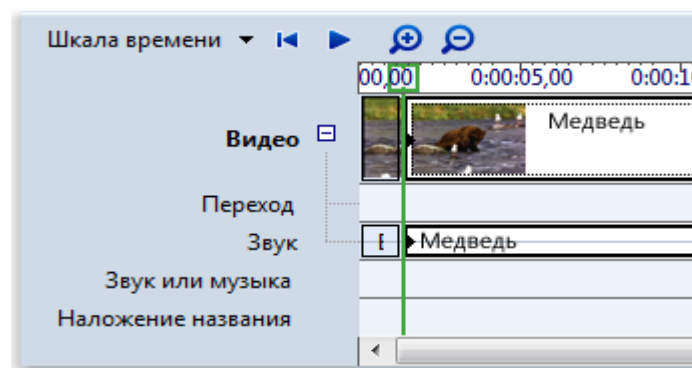 Шкала времени
00,00 0:00:05,00 0:00:1
Видео Медведь
Переход
Звук Медведь
Звук или музыка
Наложение названия